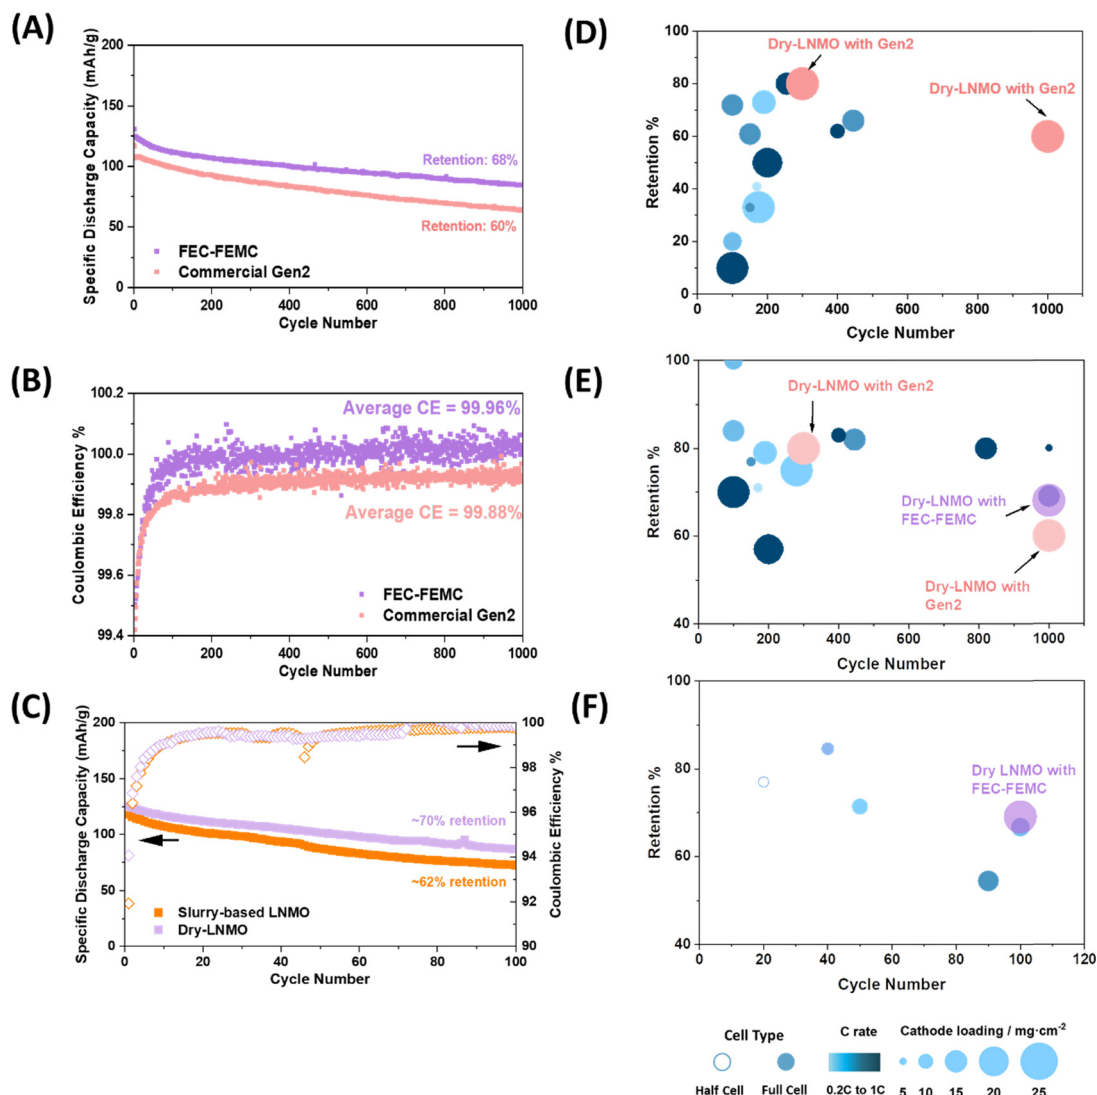 (A)
200
150
100
50
0
Specific Discharge Capacity (mAh/g)
Retention: 68%
Retention: 60%
FEC-FEMC
Commercial Gen2
0 200 400 600 800 1000
Cycle Number
(D)
100
80
60
40
20
0
Retention %
Dry-LNMO with Gen2
Dry-LNMO with Gen2
0 200 400 600 800 1000
Cycle Number
(B)
100.2
100.0
99.8
99.6
99.4
Coulombic Efficiency %
Average CE = 99.96%
Average CE = 99.88%
FEC-FEMC
Commercial Gen2
0 200 400 600 800 1000
Cycle Number
(E)
100
80
60
40
Retention %
Dry-LNMO with Gen2
Dry-LNMO with
FEC-FEMC
Dry-LNMO with
Gen2
0 200 400 600 800 1000
Cycle Number
(C)
200
150
100
50
0
Specific Discharge Capacity (mAh/g)
100
98
96
94
92
90
Coulombic Efficiency %
~70% retention
~62% retention
Slurry-based LNMO
Dry-LNMO
0 20 40 60 80 100
Cycle Number
(F)
100
80
60
40
Retention %
Dry LNMO with
FEC-FEMC
0 20 40 60 80 100 120
Cycle Number
Cell Type
Half Cell Full Cell
C rate
0.2C to 1C
Cathode loading / mg·cm-2
5 10 15 20 25